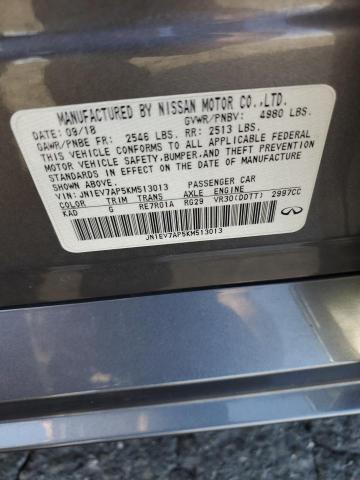 MANUFACTURED BY NISSAN MOTOR CO.,LTD.
DATE: 09/18 GVWR/PNBV: 4980 LBS.
GAWR/PNBE FR: 2546 LBS. RR: 2513 LBS.
THIS VEHICLE CONFORMS TO ALL APPLICABLE FEDERAL
MOTOR VEHICLE SAFETY, BUMPER, AND THEFT PREVENTION
STANDARDS IN EFFECT ON THE DATE OF MANUFACTURE
SHOWN ABOVE.
VIN: JN1EV7AP5KM513013 PASSENGER CAR
COLOR TRIM TRANS AXLE ENGINE
KAD G RE7R01A RG29 VR30(DDTT) 2997CC
JN1EV7AP5KM513013